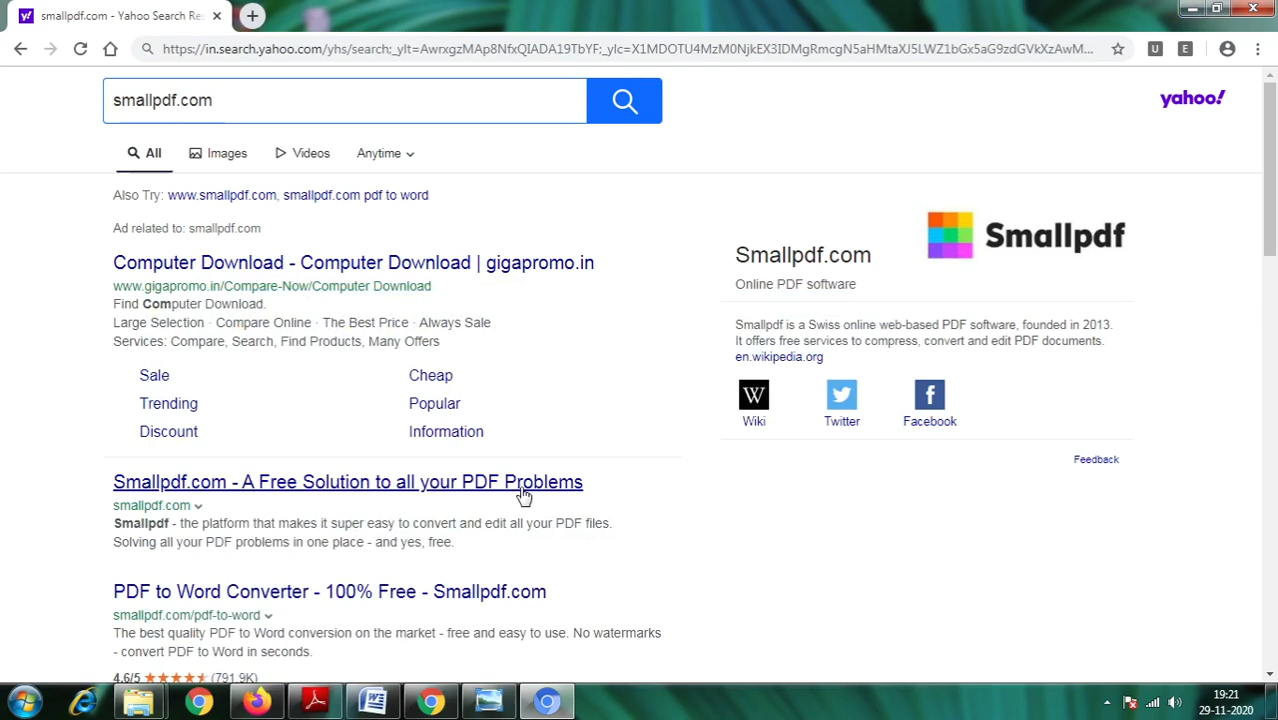 smallpdf.com - Yahoo Search Res
https://in.search.yahoo.com/yhs/search;_ylt=AwrxgzMAp8NfxQIADA19TbYF;_ylc=X1MDOTU4MzM0NjkEX3IDMgRmcgN5aHMtaXJ5LWZ1bGx5aG9zdGVkXzAwM...
U
E
smallpdf.com
yahoo!
All
Images
Videos
Anytime
Also Try: www.smallpdf.com, smallpdf.com pdf to word
Ad related to: smallpdf.com
Computer Download - Computer Download | gigapromo.in
www.gigapromo.in/Compare-Now/Computer Download
Find Computer Download.
Large Selection · Compare Online · The Best Price · Always Sale
Services: Compare, Search, Find Products, Many Offers
Sale
Cheap
Trending
Popular
Discount
Information
Smallpdf.com - A Free Solution to all your PDF Problems
smallpdf.com
Smallpdf - the platform that makes it super easy to convert and edit all your PDF files.
Solving all your PDF problems in one place - and yes, free.
PDF to Word Converter - 100% Free - Smallpdf.com
smallpdf.com/pdf-to-word
The best quality PDF to Word conversion on the market - free and easy to use. No watermarks
- convert PDF to Word in seconds.
4.6/5 (791.9K)
Smallpdf
Smallpdf.com
Online PDF software
Smallpdf is a Swiss online web-based PDF software, founded in 2013.
It offers free services to compress, convert and edit PDF documents.
en.wikipedia.org
W
Wiki
Twitter
Facebook
Feedback
19:21
29-11-2020